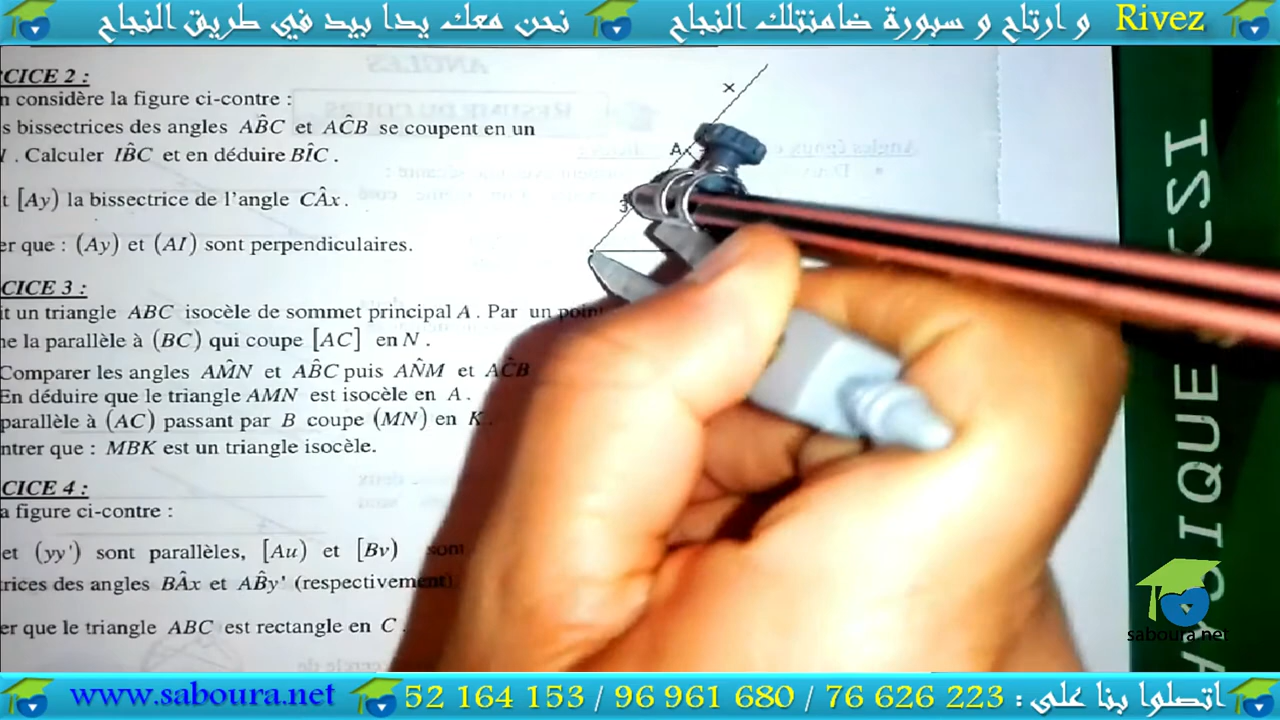 نحن معك يدا بيد في طريق النجاح و ارتاح و سبورة ضامنتلك النجاح Rivez
CICE 2 :
n considère la figure ci-contre :
s bissectrices des angles AB̂C et AĈB se coupent en un
. Calculer IB̂C et en déduire BÎC .
t [Ay) la bissectrice de l'angle CÂx .
er que : (Ay) et (AI) sont perpendiculaires.
CICE 3 :
it un triangle ABC isocèle de sommet principal A . Par un point
ne la parallèle à (BC) qui coupe [AC] en N .
Comparer les angles AM̂N et AB̂C puis AN̂M et AĈB
En déduire que le triangle AMN est isocèle en A .
parallèle à (AC) passant par B coupe (MN) en K .
ntrer que : MBK est un triangle isocèle.
CICE 4 :
a figure ci-contre :
et (yy') sont parallèles, [Au) et [Bv) sont
trices des angles BÂx et AB̂y' (respectivement)
er que le triangle ABC est rectangle en C .
x
A
3
saboura.net
www.saboura.net 52 164 153 / 96 961 680 / 76 626 223 : اتصلوا بنا على